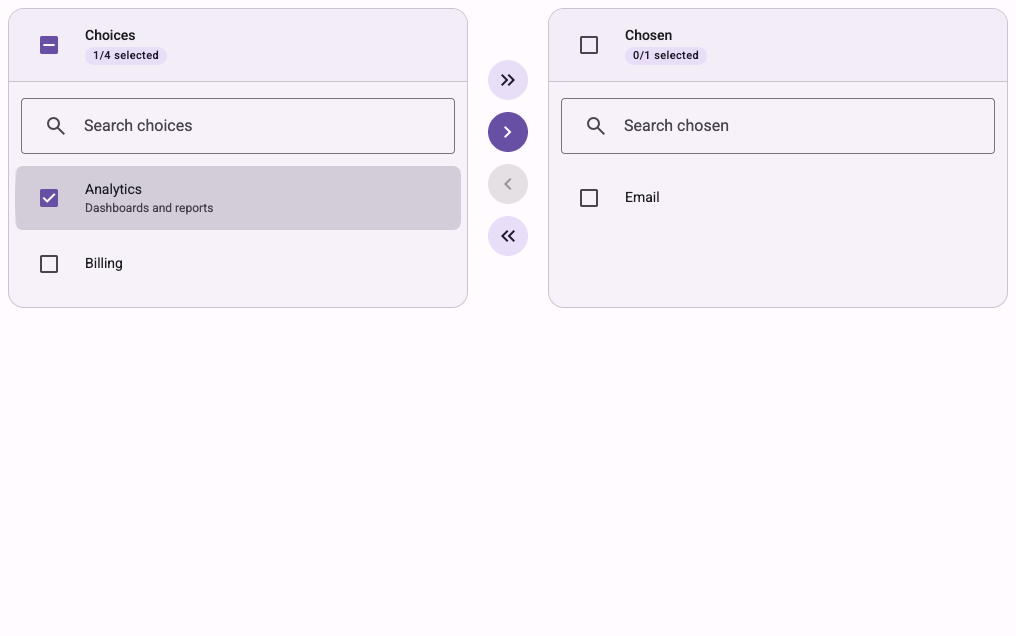 Choices
1/4 selected
Search choices
Analytics
Dashboards and reports
Billing
Chosen
0/1 selected
Search chosen
Email